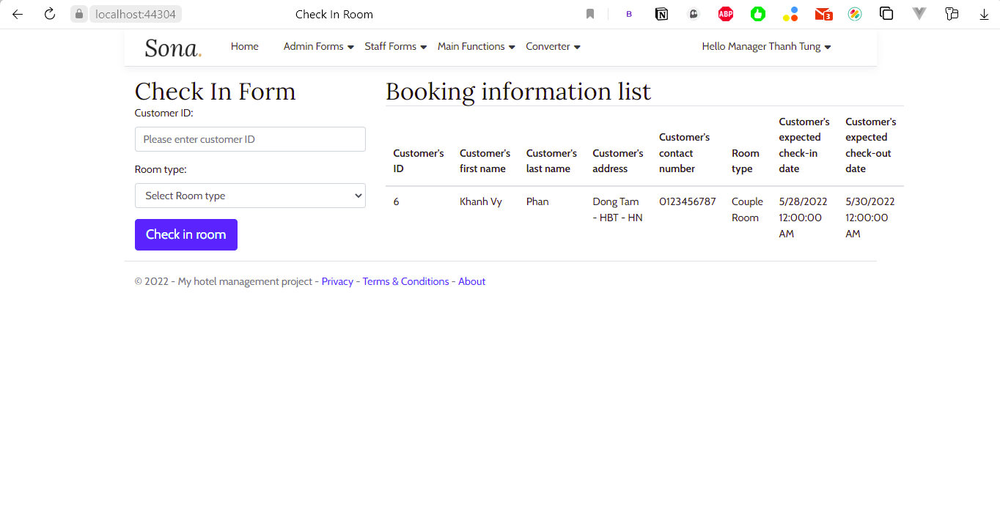 localhost:44304
Check In Room
B
N
ABP
3
Sona.
Home
Admin Forms
Staff Forms
Main Functions
Converter
Hello Manager Thanh Tung
Check In Form
Customer ID:
Please enter customer ID
Room type:
Select Room type
Check in room
Booking information list
Customer's
ID
Customer's
first name
Customer's
last name
Customer's
address
Customer's
contact
number
Room
type
Customer's
expected
check-in
date
Customer's
expected
check-out
date
6
Khanh Vy
Phan
Dong Tam
- HBT - HN
0123456787
Couple
Room
5/28/2022
12:00:00
AM
5/30/2022
12:00:00
AM
© 2022 - My hotel management project - Privacy - Terms & Conditions - About